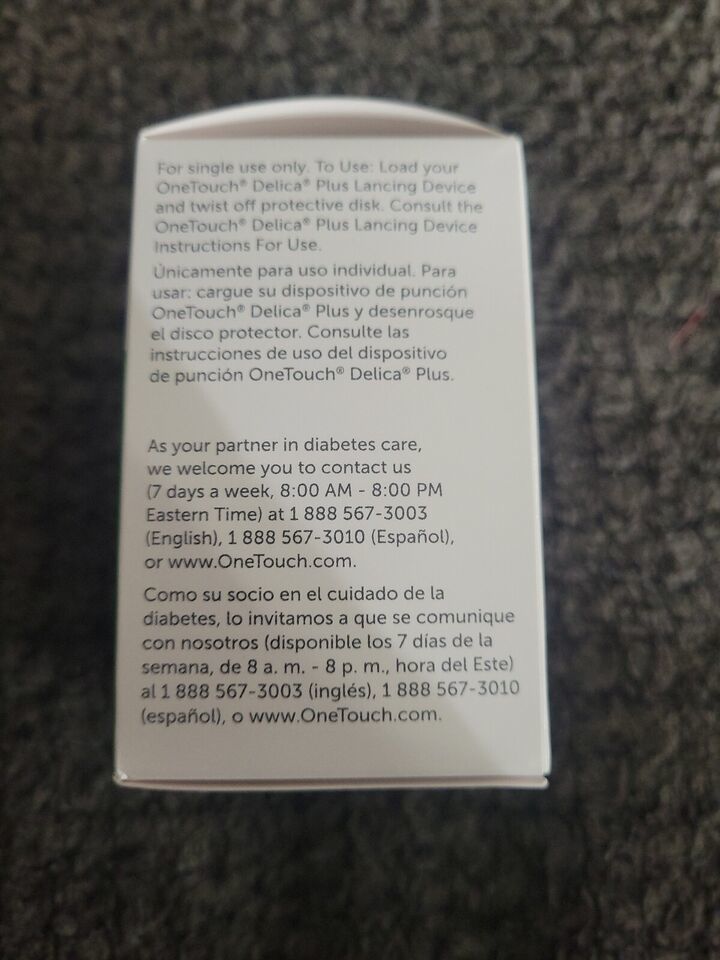 For single use only. To Use: Load your
OneTouch® Delica® Plus Lancing Device
and twist off protective disk. Consult the
OneTouch® Delica® Plus Lancing Device
Instructions For Use.
Únicamente para uso individual. Para
usar: cargue su dispositivo de punción
OneTouch® Delica® Plus y desenrosque
el disco protector. Consulte las
instrucciones de uso del dispositivo
de punción OneTouch® Delica® Plus.
As your partner in diabetes care,
we welcome you to contact us
(7 days a week, 8:00 AM - 8:00 PM
Eastern Time) at 1 888 567-3003
(English), 1 888 567-3010 (Español),
or www.OneTouch.com.
Como su socio en el cuidado de la
diabetes, lo invitamos a que se comunique
con nosotros (disponible los 7 días de la
semana, de 8 a. m. - 8 p. m., hora del Este)
al 1 888 567-3003 (inglés), 1 888 567-3010
(español), o www.OneTouch.com.